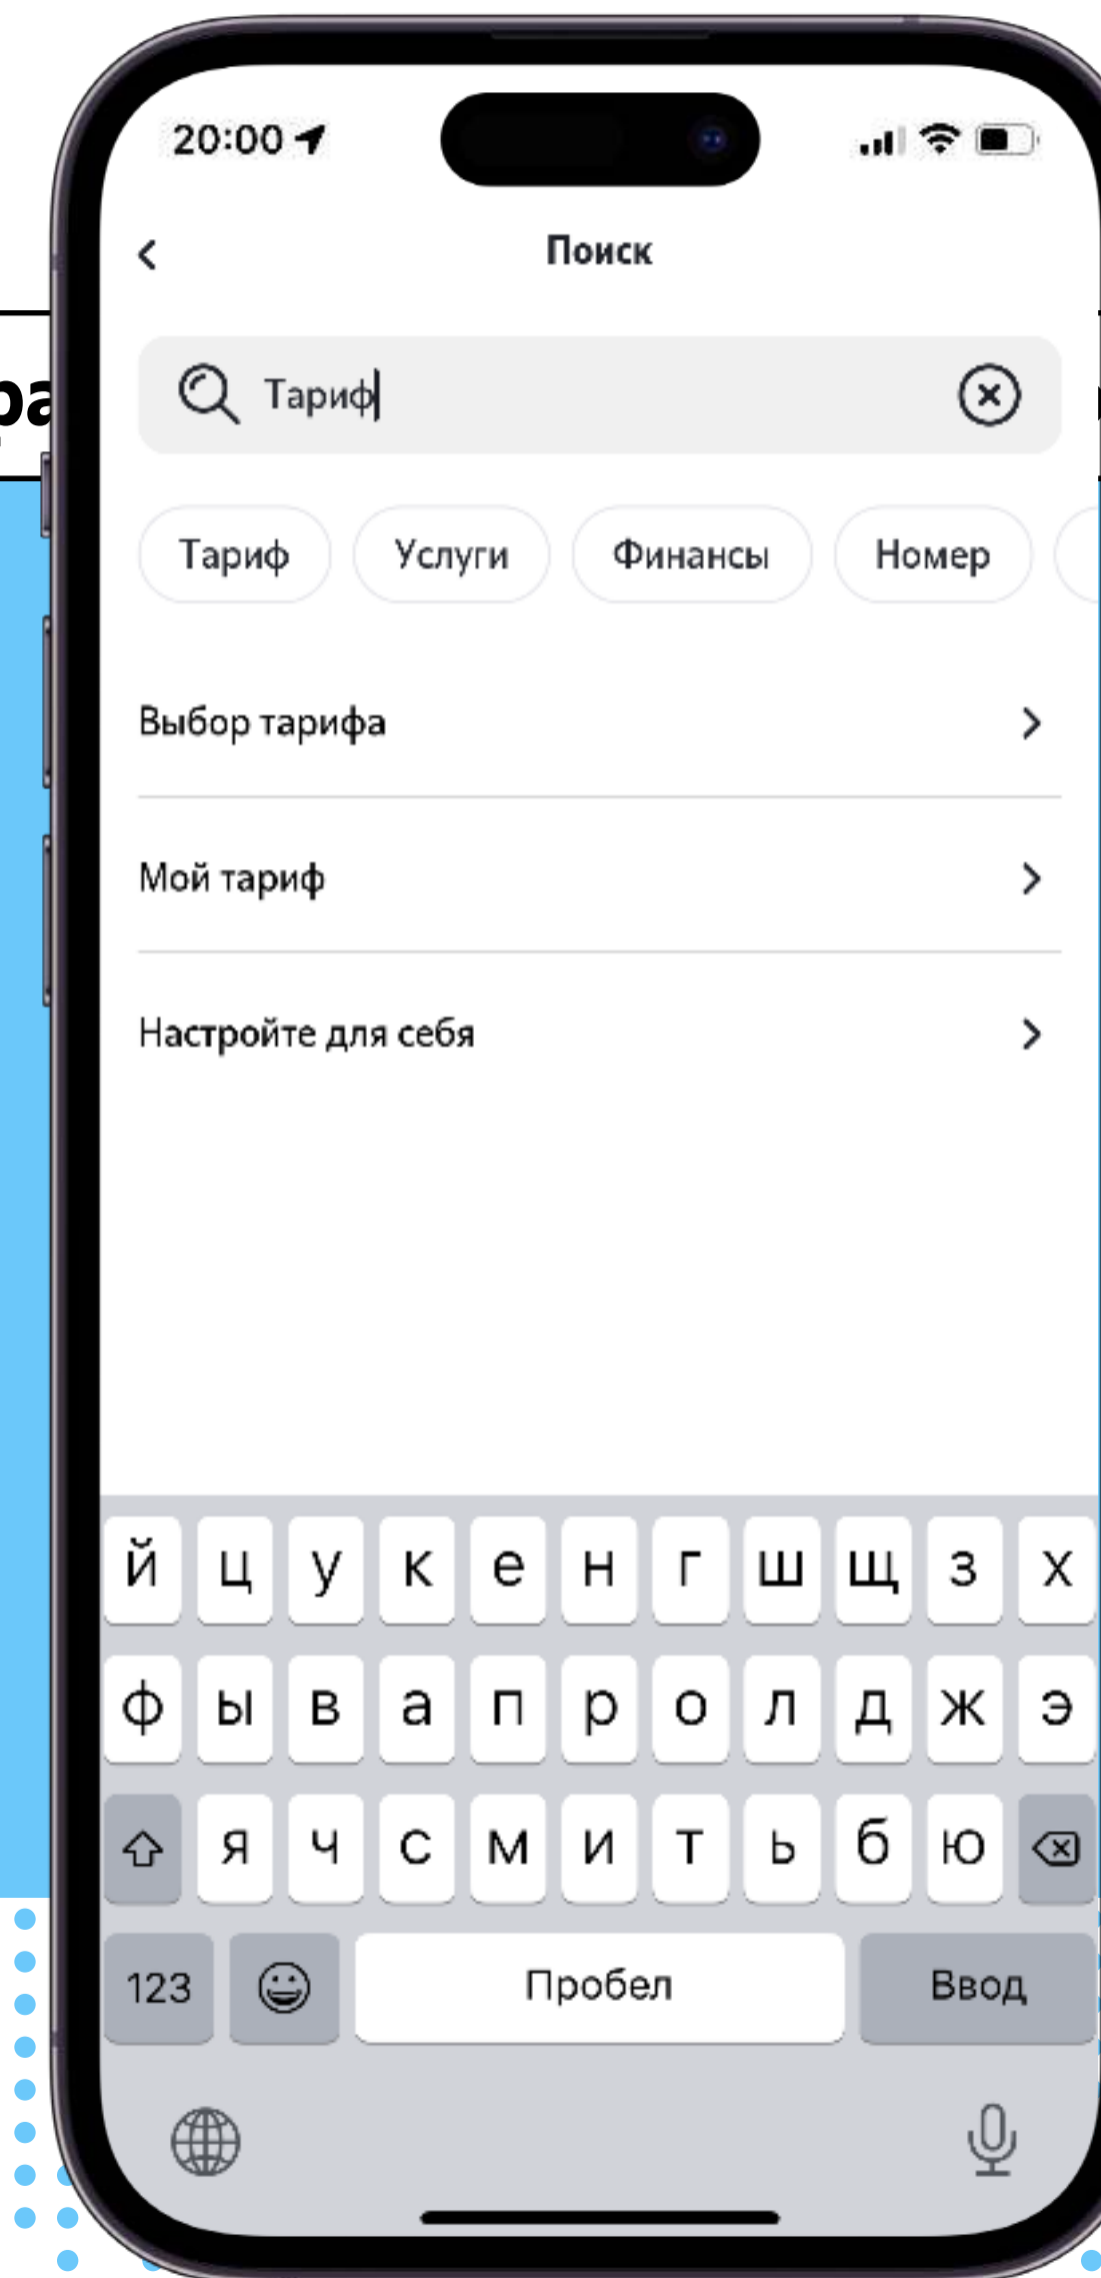 20:00
Поиск
Тариф
Тариф Услуги Финансы Номер
Выбор тарифа
Мой тариф
Настройте для себя
й ц у к е н г ш щ з х
ф ы в а п р о л д ж э
я ч с м и т ь б ю
123 Пробел Ввод